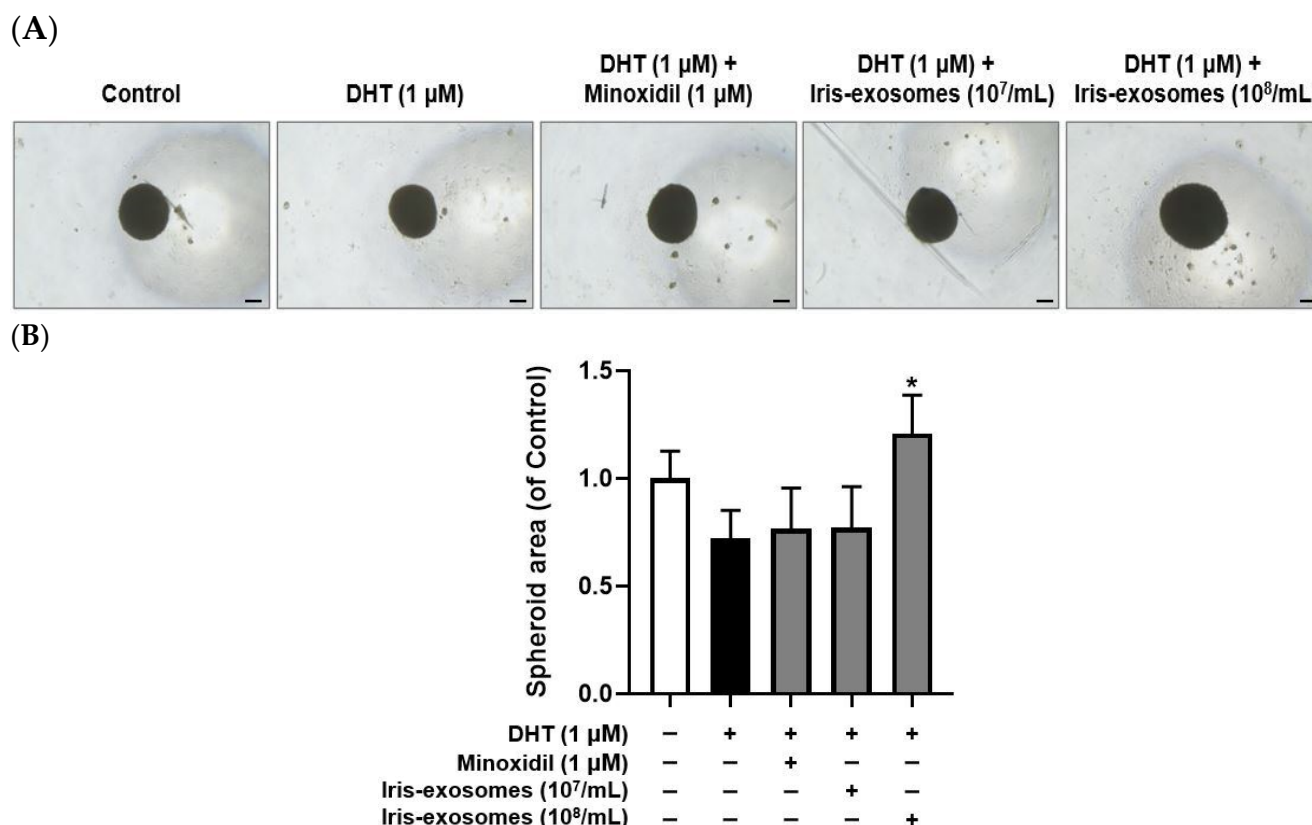 (A)
Control
DHT (1 µM)
DHT (1 µM) +
Minoxidil (1 µM)
DHT (1 µM) +
Iris-exosomes (10⁷/mL)
DHT (1 µM) +
Iris-exosomes (10⁸/mL
(B)
Spheroid area (of Control)
1.5
1.0
0.5
0.0
*
DHT (1 µM) – + + + +
Minoxidil (1 µM) – – + – –
Iris-exosomes (10⁷/mL) – – – + –
Iris-exosomes (10⁸/mL) – – – – +